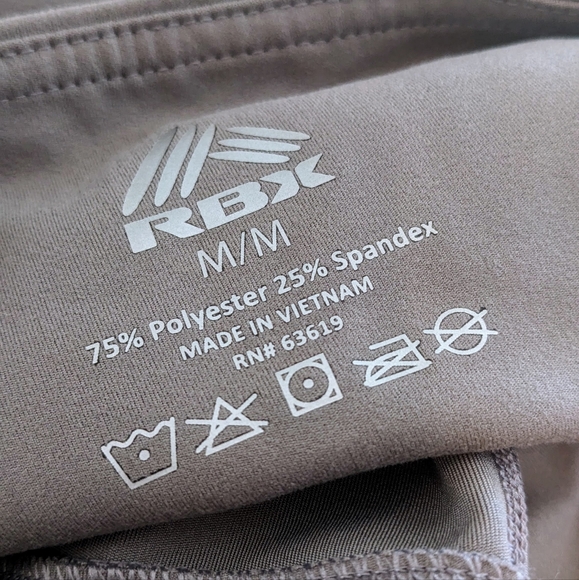 RBX
M/M
75% Polyester 25% Spandex
MADE IN VIETNAM
RN# 63619